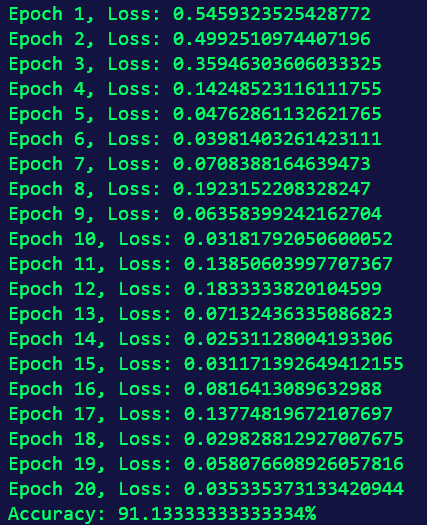 Epoch 1, Loss: 0.5459323525428772
Epoch 2, Loss: 0.4992510974407196
Epoch 3, Loss: 0.35946303606033325
Epoch 4, Loss: 0.14248523116111755
Epoch 5, Loss: 0.04762861132621765
Epoch 6, Loss: 0.03981403261423111
Epoch 7, Loss: 0.0708388164639473
Epoch 8, Loss: 0.1923152208328247
Epoch 9, Loss: 0.06358399242162704
Epoch 10, Loss: 0.03181792050600052
Epoch 11, Loss: 0.13850603997707367
Epoch 12, Loss: 0.1833333820104599
Epoch 13, Loss: 0.07132436335086823
Epoch 14, Loss: 0.02531128004193306
Epoch 15, Loss: 0.031171392649412155
Epoch 16, Loss: 0.0816413089632988
Epoch 17, Loss: 0.13774819672107697
Epoch 18, Loss: 0.029828812927007675
Epoch 19, Loss: 0.058076608926057816
Epoch 20, Loss: 0.035335373133420944
Accuracy: 91.13333333333334%